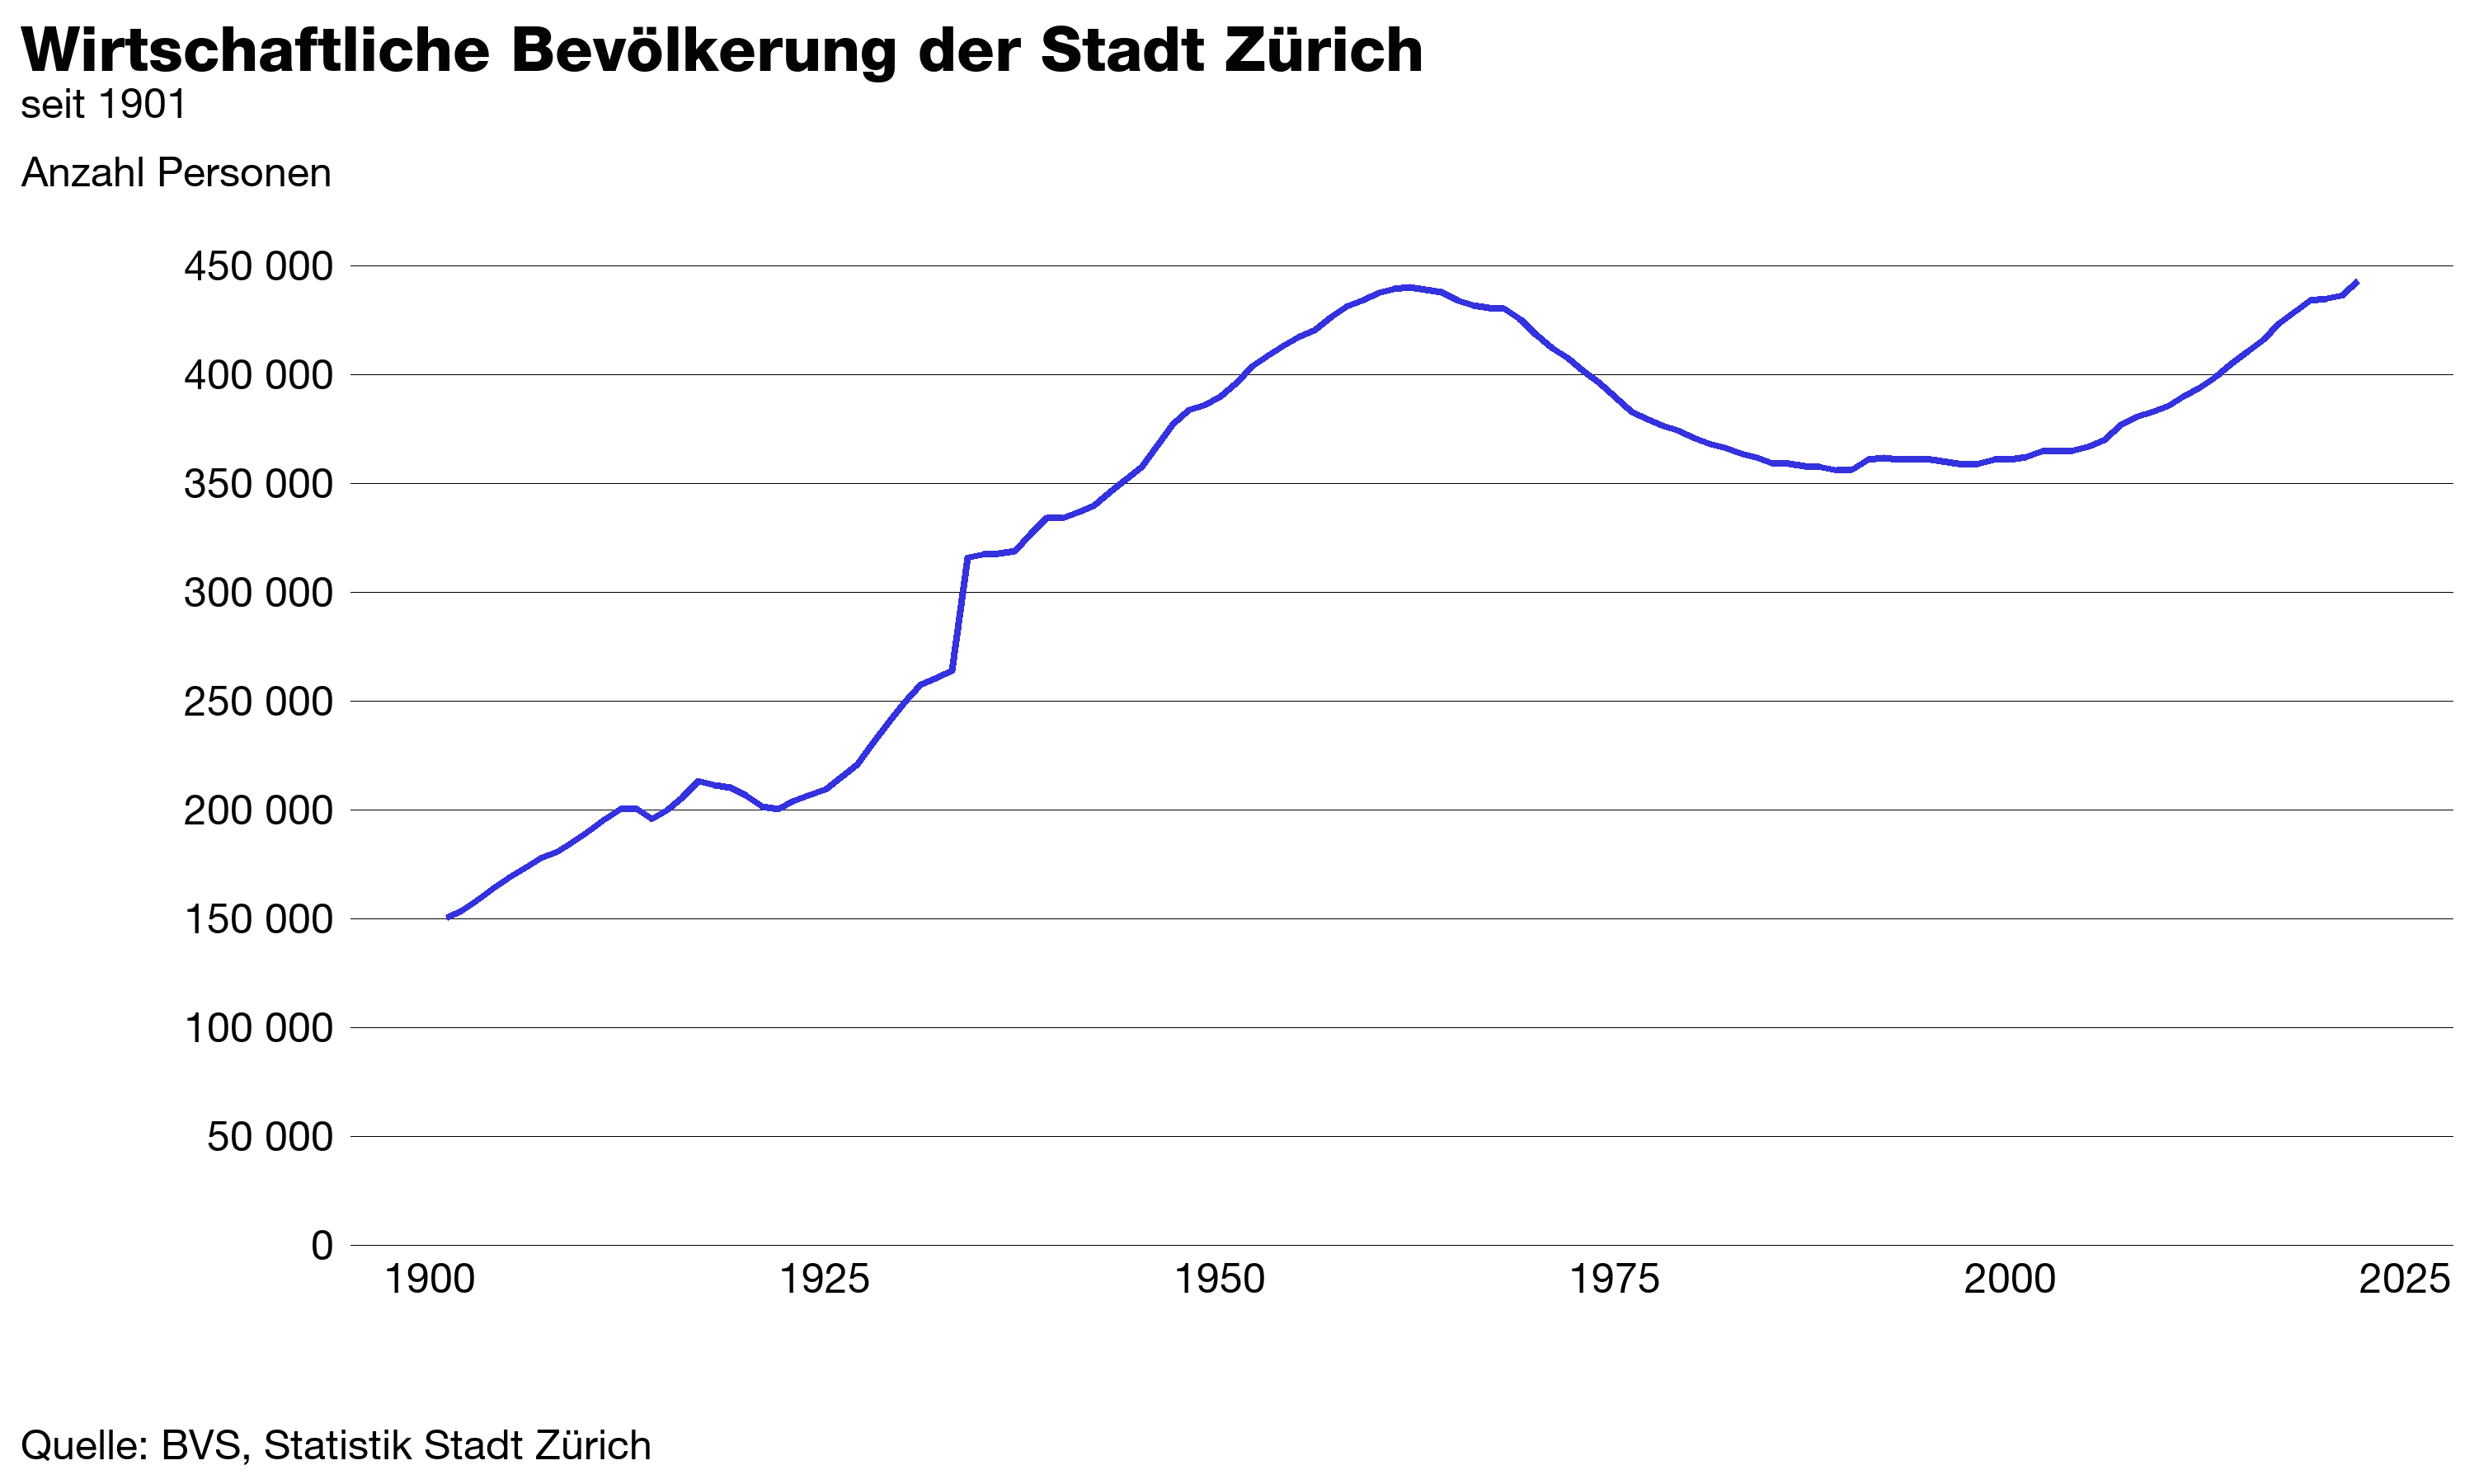 Wirtschaftliche Bevölkerung der Stadt Zürich
seit 1901
Anzahl Personen
450 000
400 000
350 000
300 000
250 000
200 000
150 000
100 000
50 000
0
1900 1925 1950 1975 2000 2025
Quelle: BVS, Statistik Stadt Zürich